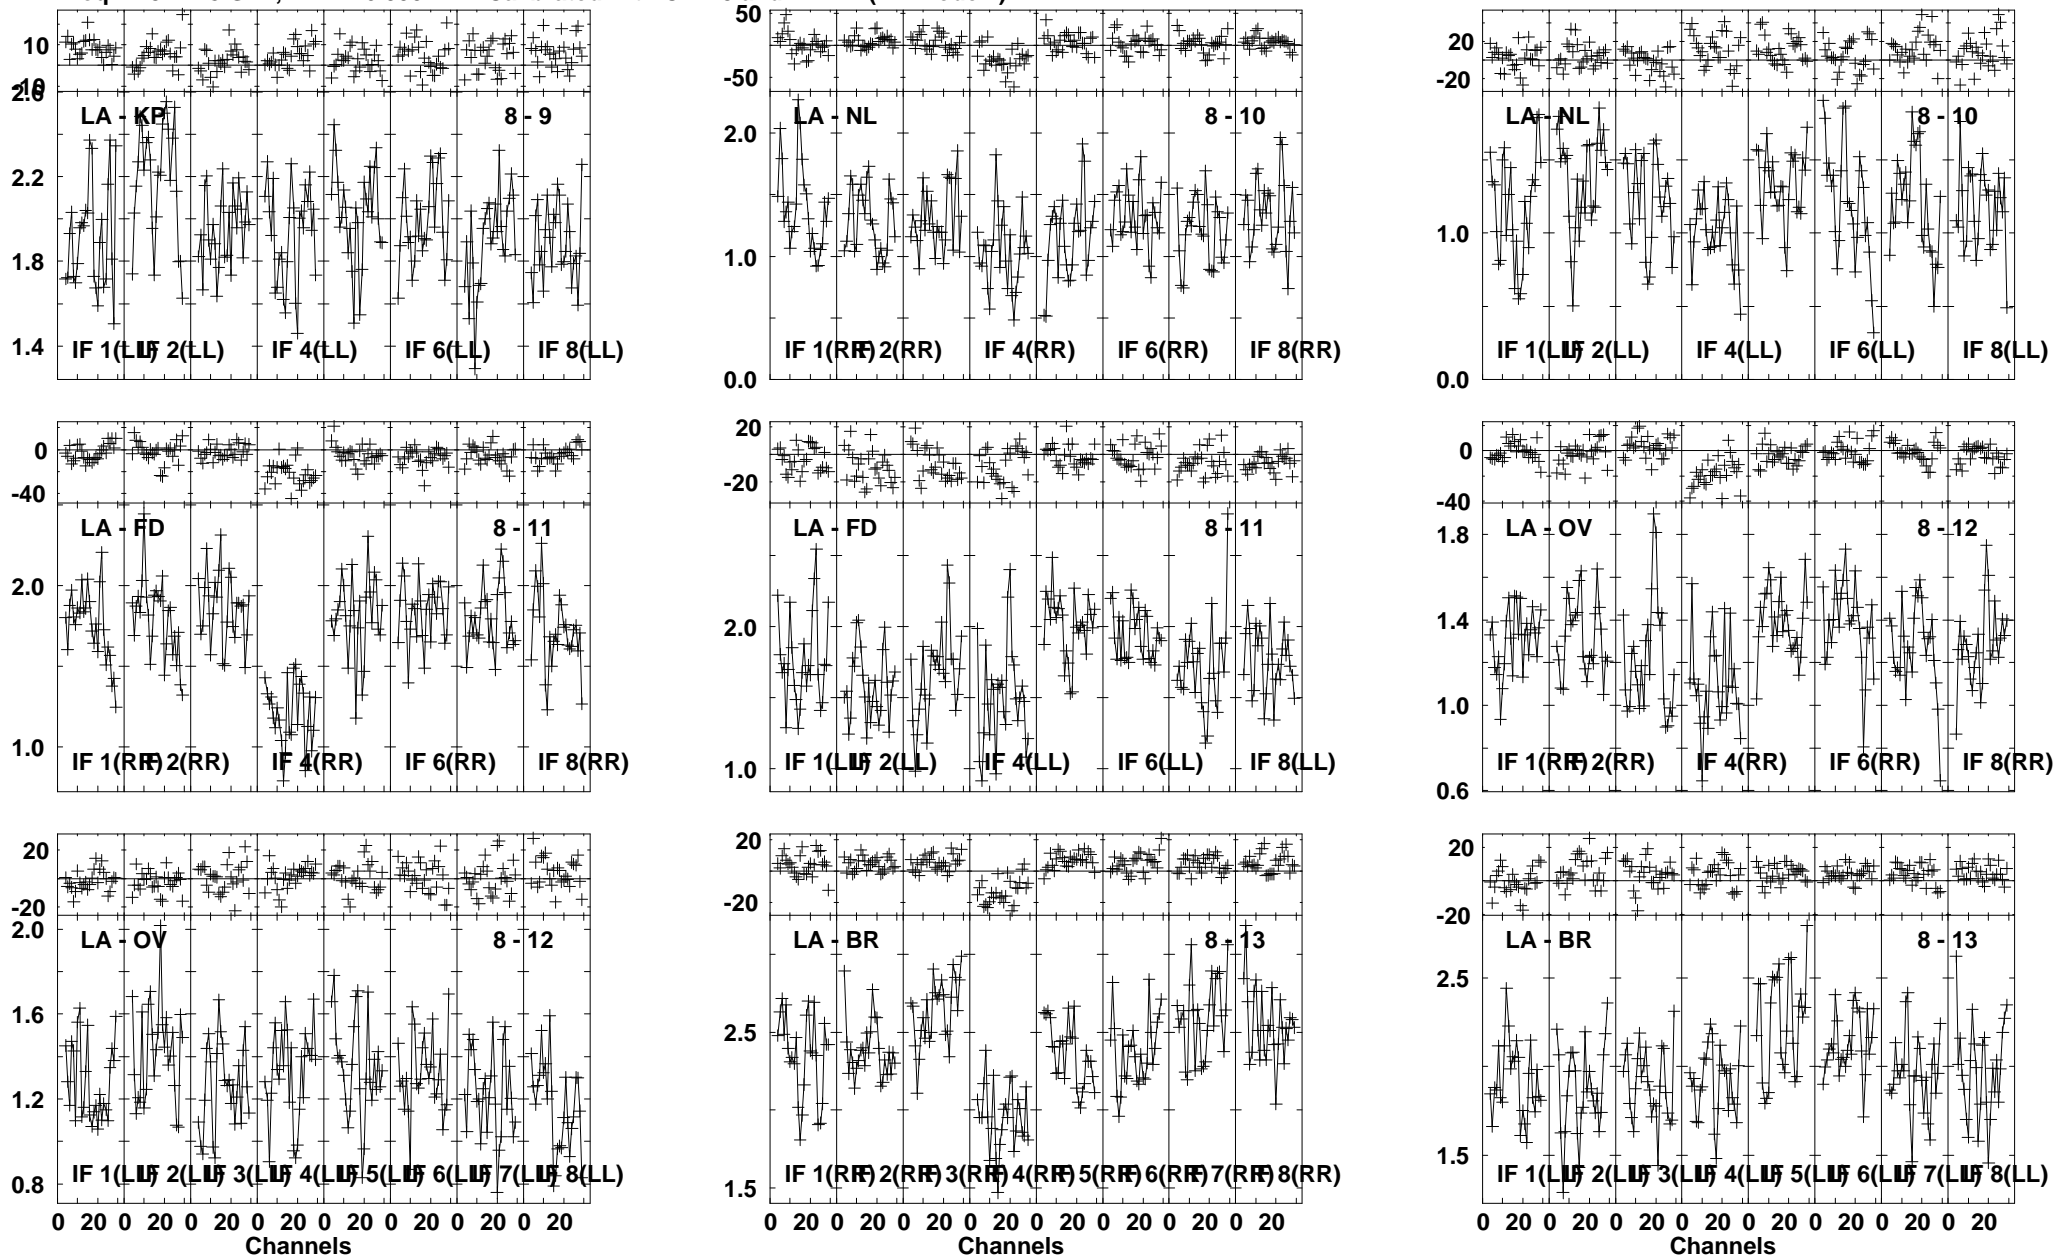 50
10 20
-10 -50 -20
2.6
LA - KP 8 - 9 LA - NL 8 - 10 LA - NL 8 - 10
2.0
2.2
1.8 1.0 1.0
1.4 IF 1(LL) IF 2(LL) IF 4(LL) IF 6(LL) IF 8(LL) IF 1(RR) IF 2(RR) IF 4(RR) IF 6(RR) IF 8(RR) IF 1(LL) IF 2(LL) IF 4(LL) IF 6(LL) IF 8(LL)
0.0 0.0
0 20 0
-40 -20 -40
LA - FD 8 - 11 LA - FD 8 - 11 LA - OV 8 - 12
1.8
2.0 2.0 1.4
1.0
1.0 IF 1(RR) IF 2(RR) IF 4(RR) IF 6(RR) IF 8(RR) 1.0 IF 1(LL) IF 2(LL) IF 4(LL) IF 6(LL) IF 8(LL) IF 1(RR) IF 2(RR) IF 4(RR) IF 6(RR) IF 8(RR)
0.6
20 20 20
-20 -20 -20
2.0 LA - OV 8 - 12 LA - BR 8 - 13 LA - BR 8 - 13
1.6 2.5 2.5
1.2
0.8 IF 1(LL) IF 2(LL) IF 3(LL) IF 4(LL) IF 5(LL) IF 6(LL) IF 7(LL) IF 8(LL) 1.5 IF 1(RR) IF 2(RR) IF 3(RR) IF 4(RR) IF 5(RR) IF 6(RR) IF 7(RR) IF 8(RR) 1.5 IF 1(LL) IF 2(LL) IF 3(LL) IF 4(LL) IF 5(LL) IF 6(LL) IF 7(LL) IF 8(LL)
0 20 0 20 0 20 0 20 0 20 0 20 0 20 0 20 0 20 0 20 0 20 0 20 0 20 0 20 0 20 0 20 0 20 0 20 0 20 0 20 0 20 0 20 0 20 0 20
Channels Channels Channels